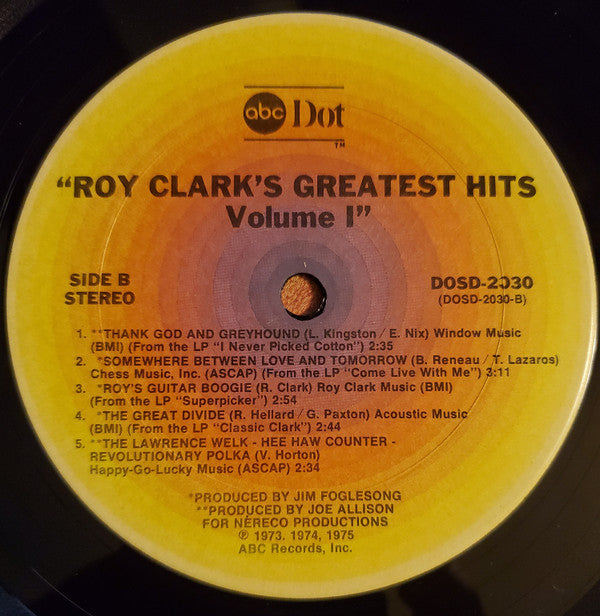 abc Dot
TM
"ROY CLARK'S GREATEST HITS
Volume I"
SIDE B
STEREO
DOSD-2030
(DOSD-2030-B)
1. **THANK GOD AND GREYHOUND (L. Kingston / E. Nix) Window Music
(BMI) (From the LP "I Never Picked Cotton") 2:35
2. *SOMEWHERE BETWEEN LOVE AND TOMORROW (B. Reneau / T. Lazaros)
Chess Music, Inc. (ASCAP) (From the LP "Come Live With Me") 3:11
3. *ROY'S GUITAR BOOGIE (R. Clark) Roy Clark Music (BMI)
(From the LP "Superpicker") 2:54
4. *THE GREAT DIVIDE (R. Hellard / G. Paxton) Acoustic Music
(BMI) (From the LP "Classic Clark") 2:44
5. **THE LAWRENCE WELK - HEE HAW COUNTER -
REVOLUTIONARY POLKA (V. Horton)
Happy-Go-Lucky Music (ASCAP) 2:34
*PRODUCED BY JIM FOGLESONG
**PRODUCED BY JOE ALLISON
FOR NERECO PRODUCTIONS
℗ 1973. 1974, 1975
ABC Records, Inc.